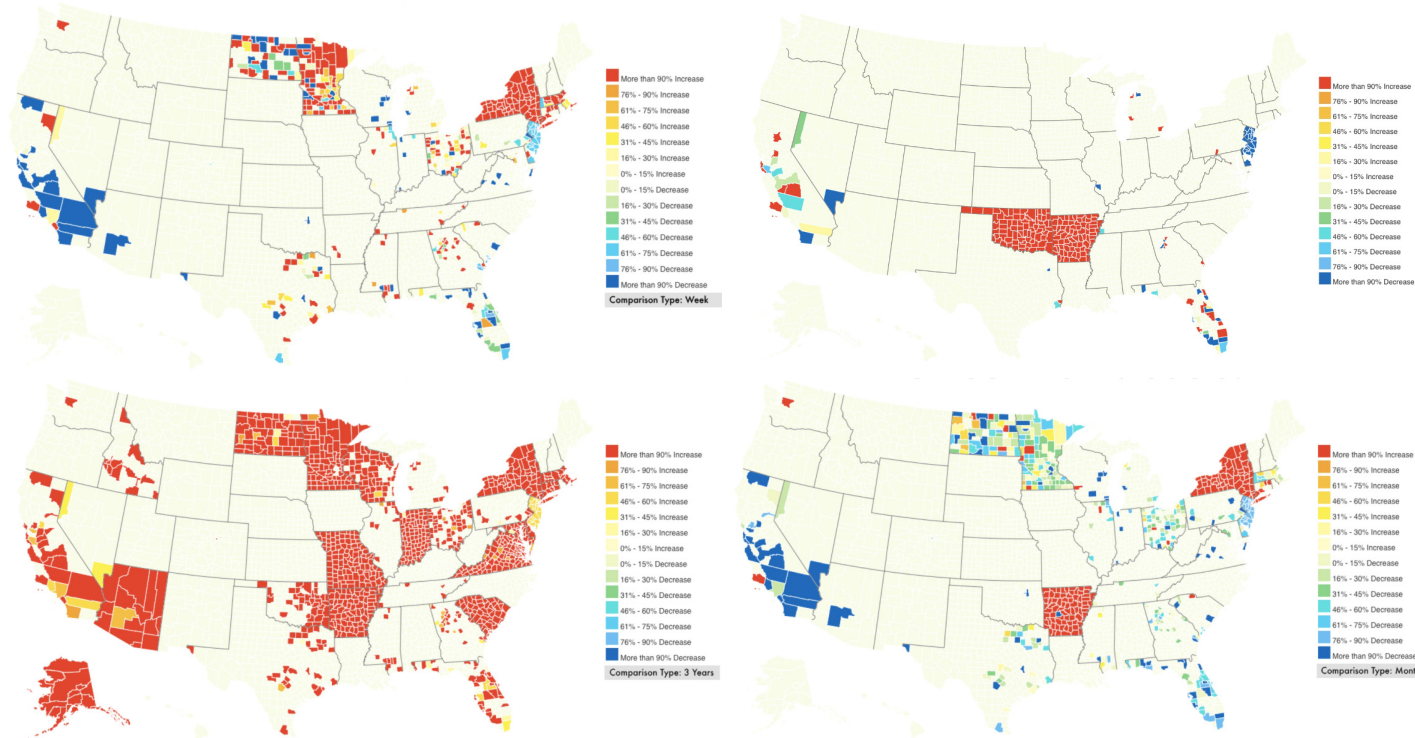 More than 90% Increase
76% - 90% Increase
61% - 75% Increase
46% - 60% Increase
31% - 45% Increase
16% - 30% Increase
0% - 15% Increase
0% - 15% Decrease
16% - 30% Decrease
31% - 45% Decrease
46% - 60% Decrease
61% - 75% Decrease
76% - 90% Decrease
More than 90% Decrease
Comparison Type: Week
More than 90% Increase
76% - 90% Increase
61% - 75% Increase
46% - 60% Increase
31% - 45% Increase
16% - 30% Increase
0% - 15% Increase
0% - 15% Decrease
16% - 30% Decrease
31% - 45% Decrease
46% - 60% Decrease
61% - 75% Decrease
76% - 90% Decrease
More than 90% Decrease
More than 90% Increase
76% - 90% Increase
61% - 75% Increase
46% - 60% Increase
31% - 45% Increase
16% - 30% Increase
0% - 15% Increase
0% - 15% Decrease
16% - 30% Decrease
31% - 45% Decrease
46% - 60% Decrease
61% - 75% Decrease
76% - 90% Decrease
More than 90% Decrease
Comparison Type: 3 Years
More than 90% Increase
76% - 90% Increase
61% - 75% Increase
46% - 60% Increase
31% - 45% Increase
16% - 30% Increase
0% - 15% Increase
0% - 15% Decrease
16% - 30% Decrease
31% - 45% Decrease
46% - 60% Decrease
61% - 75% Decrease
76% - 90% Decrease
More than 90% Decrease
Comparison Type: Mont